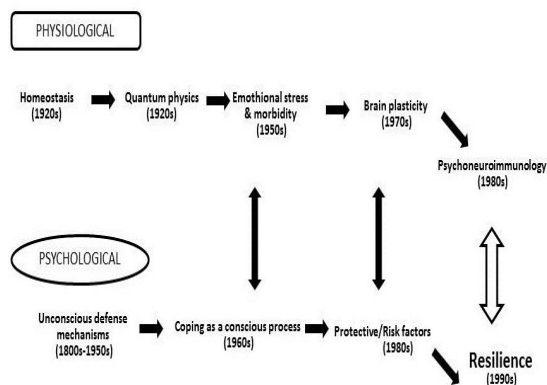 PHYSIOLOGICAL
Homeostasis
(1920s)
Quantum physics
(1920s)
Emothional stress
& morbidity
(1950s)
Brain plasticity
(1970s)
Psychoneuroimmunology
(1980s)
PSYCHOLOGICAL
Unconscious defense
mechanisms
(1800s-1950s)
Coping as a conscious process
(1960s)
Protective/Risk factors
(1980s)
Resilience
(1990s)